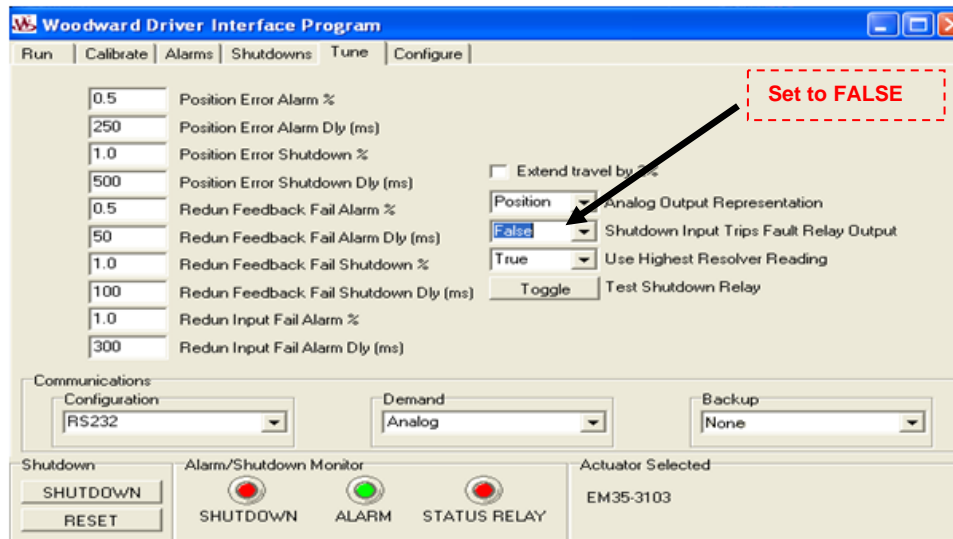 Woodward Driver Interface Program
Run Calibrate Alarms Shutdowns Tune Configure
Set to FALSE
0.5 Position Error Alarm %
250 Position Error Alarm Dly (ms)
1.0 Position Error Shutdown %
500 Position Error Shutdown Dly (ms)
0.5 Redun Feedback Fail Alarm %
50 Redun Feedback Fail Alarm Dly (ms)
1.0 Redun Feedback Fail Shutdown %
100 Redun Feedback Fail Shutdown Dly (ms)
1.0 Redun Input Fail Alarm %
300 Redun Input Fail Alarm Dly (ms)
Extend travel by %
Position Analog Output Representation
False Shutdown Input Trips Fault Relay Output
True Use Highest Resolver Reading
Toggle Test Shutdown Relay
Communications
Configuration Demand Backup
RS232 Analog None
Shutdown Alarm/Shutdown Monitor Actuator Selected
SHUTDOWN
RESET
SHUTDOWN ALARM STATUS RELAY
EM35-3103